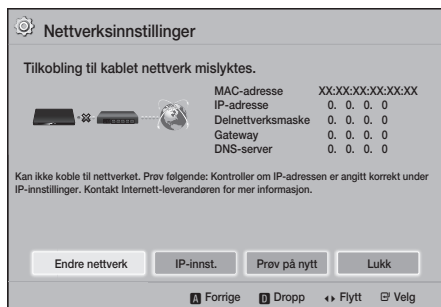 Nettverksinnstillinger
Tilkobling til kablet nettverk mislyktes.
MAC-adresse XX:XX:XX:XX:XX:XX
IP-adresse 0. 0. 0. 0
Delnettverksmaske 0. 0. 0. 0
Gateway 0. 0. 0. 0
DNS-server 0. 0. 0. 0
Kan ikke koble til nettverket. Prøv følgende: Kontroller om IP-adressen er angitt korrekt under
IP-innstillinger. Kontakt Internett-leverandøren for mer informasjon.
Endre nettverk IP-innst. Prøv på nytt Lukk
A Forrige D Dropp Flytt Velg